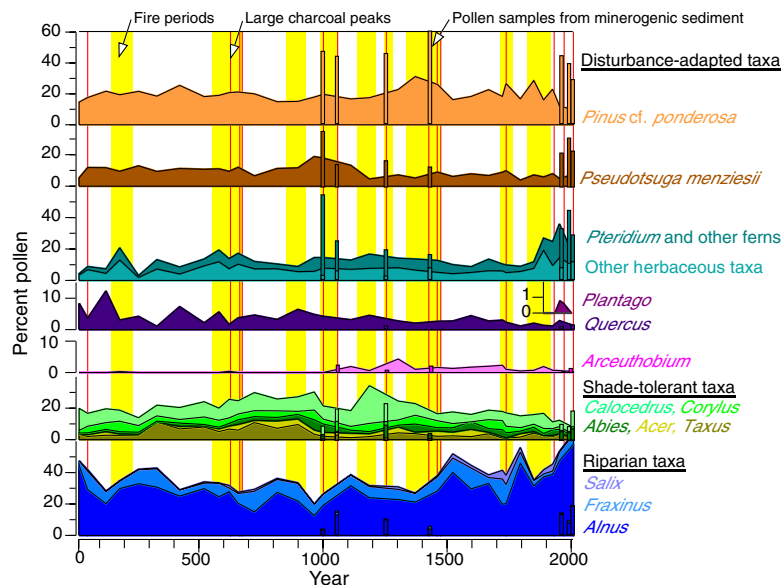 Fire periods
Large charcoal peaks
Pollen samples from minerogenic sediment
60
40
20
0
Disturbance-adapted taxa
Pinus cf. ponderosa
20
0
Pseudotsuga menziesii
40
20
0
Pteridium and other ferns
Other herbaceous taxa
10
0
1
0
Plantago
Quercus
10
0
Arceuthobium
Shade-tolerant taxa
20
0
Calocedrus, Corylus
Abies, Acer, Taxus
Riparian taxa
40
20
0
Salix
Fraxinus
Alnus
0
500
1000
1500
2000
Year
Percent pollen